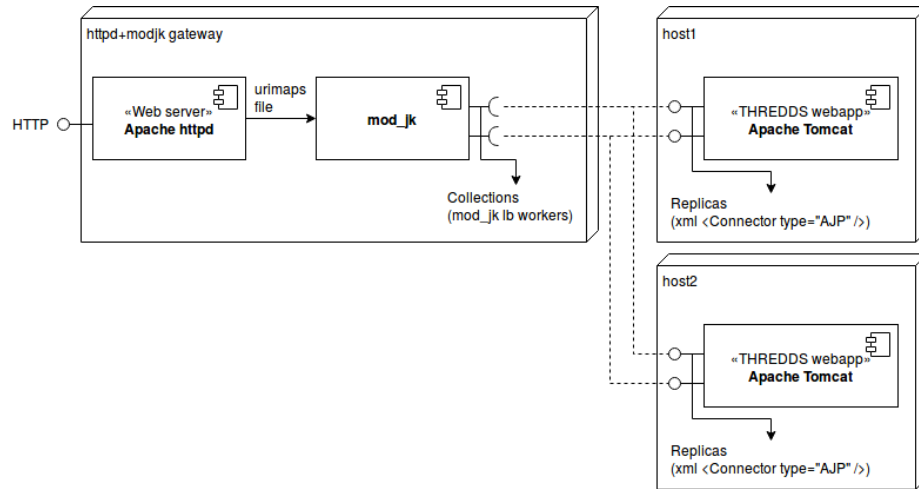 httpd+modjk gateway
HTTP
«Web server»
Apache httpd
urimaps
file
mod_jk
Collections
(mod_jk lb workers)
host1
«THREDDS webapp»
Apache Tomcat
Replicas
(xml <Connector type="AJP" />)
host2
«THREDDS webapp»
Apache Tomcat
Replicas
(xml <Connector type="AJP" />)